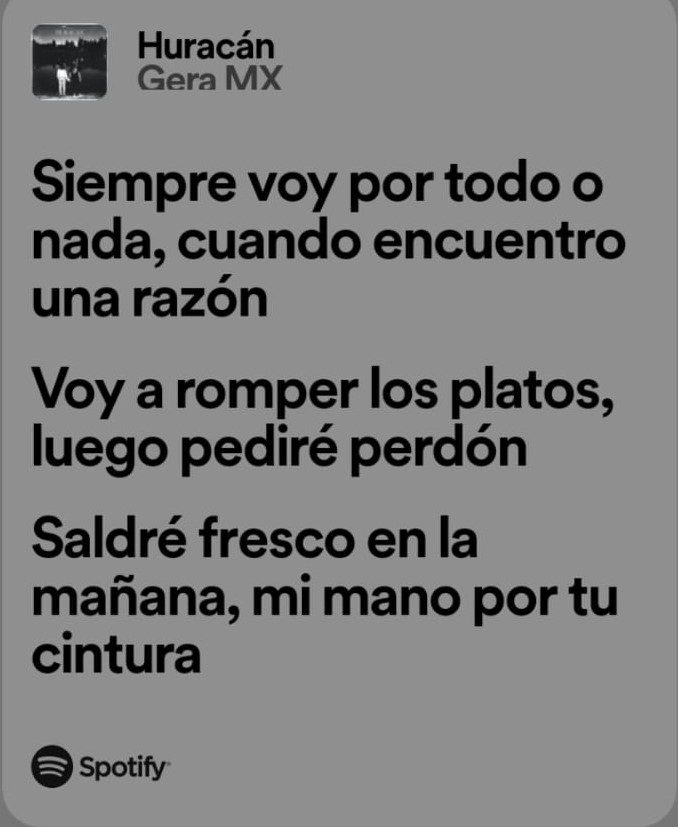 Huracán
Gera MX
Siempre voy por todo o
nada, cuando encuentro
una razón
Voy a romper los platos,
luego pediré perdón
Saldré fresco en la
mañana, mi mano por tu
cintura
Spotify